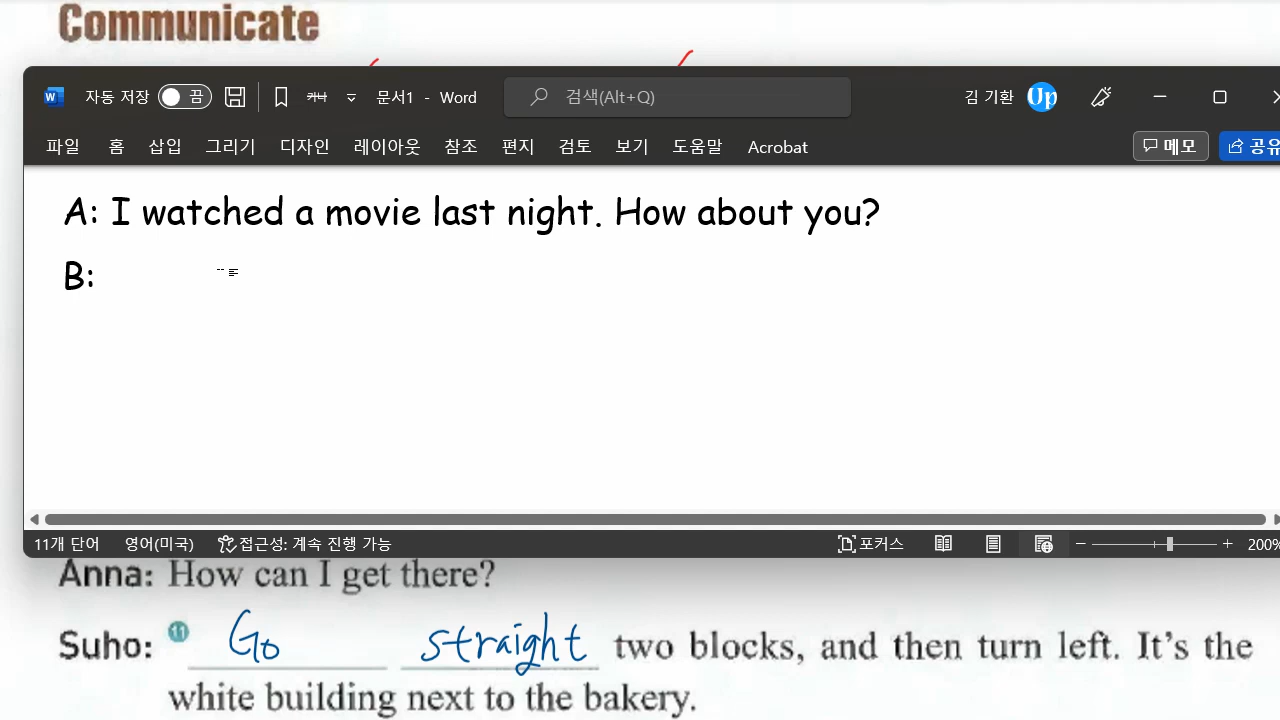 Communicate
자동 저장 끔 가나 문서1 - Word 검색(Alt+Q) 김 기환 Up
파일 홈 삽입 그리기 디자인 레이아웃 참조 편지 검토 보기 도움말 Acrobat 메모 공유
A: I watched a movie last night. How about you?
B:
11개 단어 영어(미국) 접근성: 계속 진행 가능 포커스 200%
Anna: How can I get there?
Suho: 11 Go straight two blocks, and then turn left. It's the
white building next to the bakery.